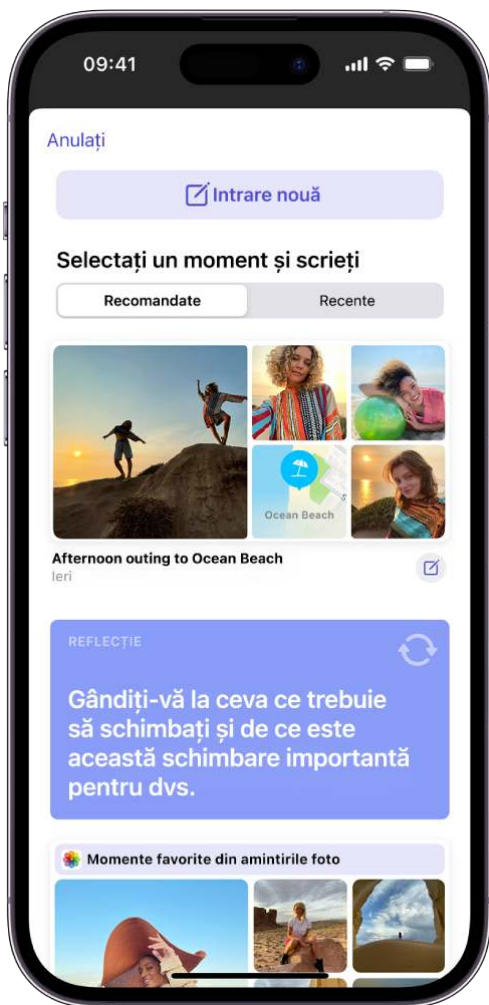 09:41
Anulați
Intrare nouă
Selectați un moment și scrieți
Recomandate
Recente
Ocean Beach
Afternoon outing to Ocean Beach
Ieri
REFLECȚIE
Gândiți-vă la ceva ce trebuie
să schimbați și de ce este
această schimbare importantă
pentru dvs.
Momente favorite din amintirile foto